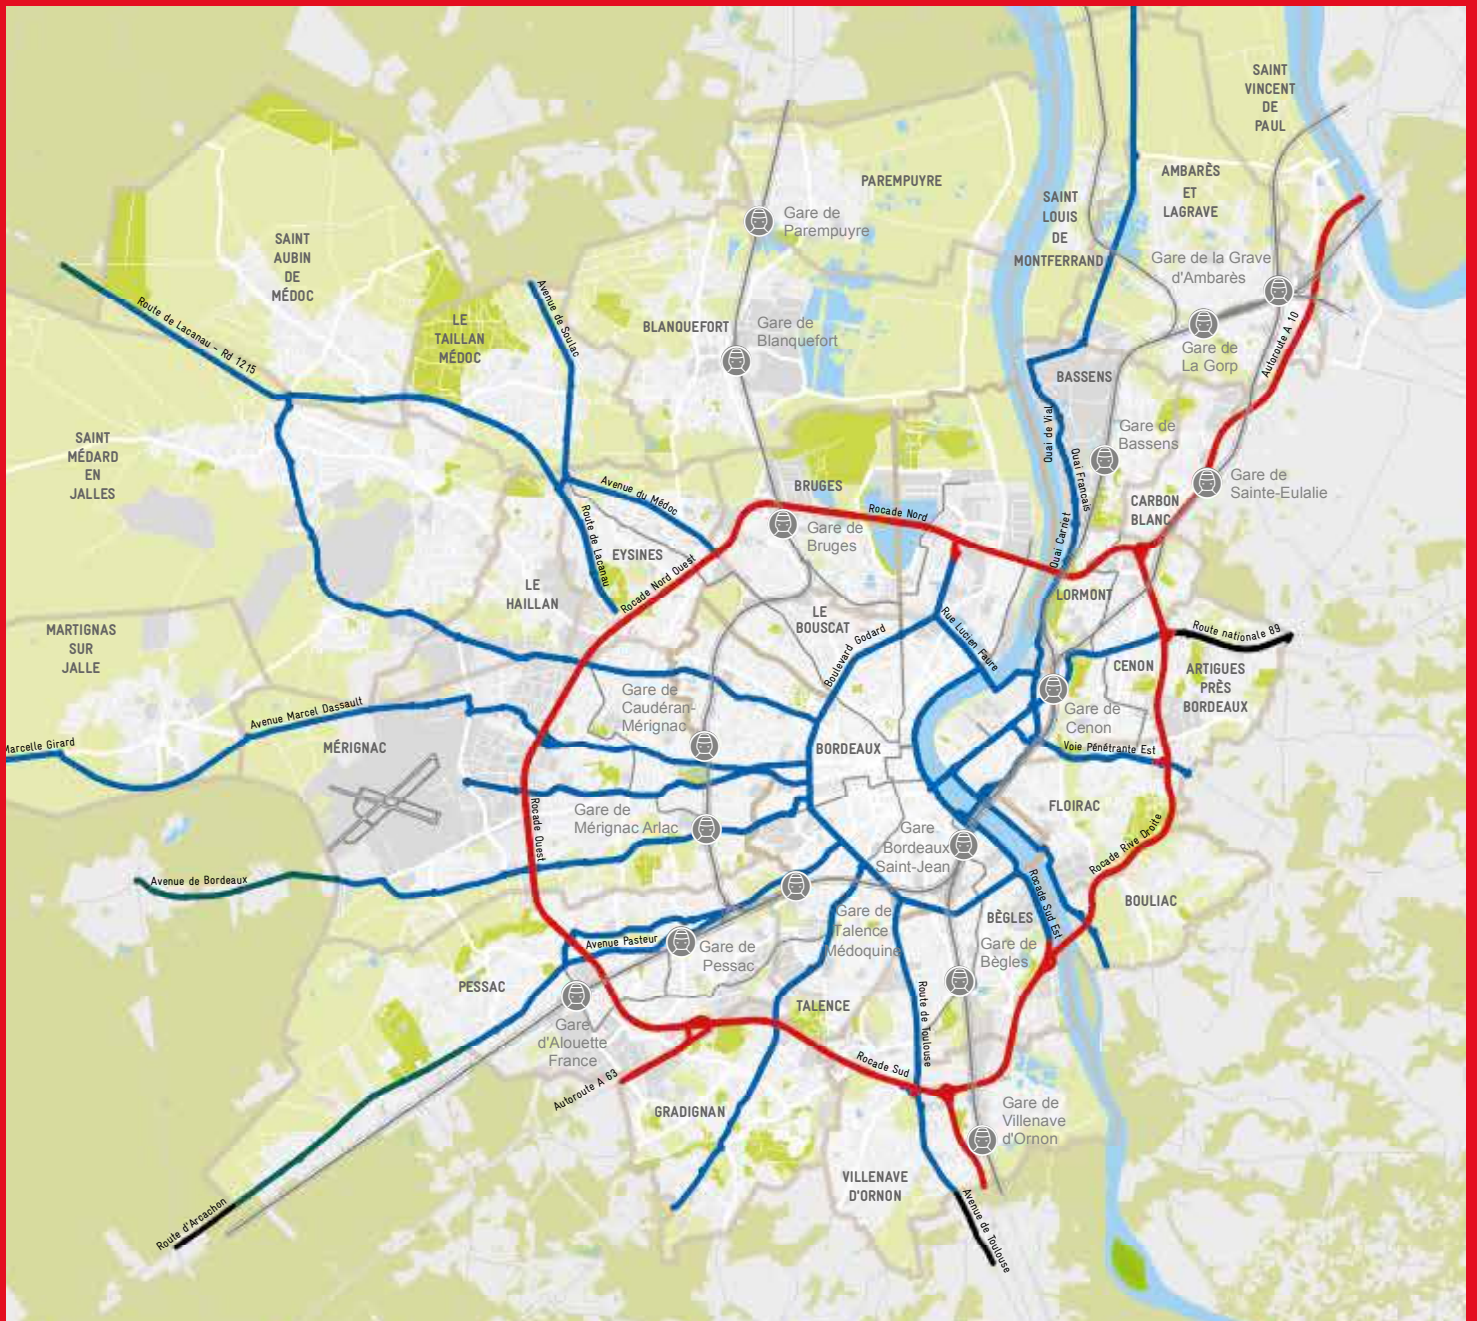 SAINT
VINCENT
DE
PAUL
PAREMPUYRE
AMBARÈS
ET
LAGRAVE
SAINT
LOUIS
DE
MONTFERRAND
Gare de
Parempuyre
SAINT
AUBIN
DE
MÉDOC
Gare de la Grave
d'Ambarès
Route de Lacanau - Rd 1215
Avenue de Soulac
LE
TAILLAN
MÉDOC
BLANQUEFORT
Gare de
Blanquefort
Gare de
La Gorp
Autoroute A 10
BASSENS
Quai de Vial
Quai Français
Gare de
Bassens
SAINT
MÉDARD
EN
JALLES
Avenue du Médoc
BRUGES
Rocade Nord
Gare de
Sainte-Eulalie
CARBON
BLANC
Quai Carriet
Gare de
Bruges
Route de Lacanau
EYSINES
Rocade Nord Ouest
LE
HAILLAN
LE
BOUSCAT
LORMONT
MARTIGNAS
SUR
JALLE
Boulevard Godard
Rue Lucien Faure
Route nationale 89
CENON
ARTIGUES
PRÈS
BORDEAUX
Gare de
Caudéran-
Mérignac
Gare de
Cenon
Avenue Marcel Dassault
Marcelle Girard
MÉRIGNAC
BORDEAUX
Voie Pénétrante Est
Rocade Ouest
Gare de
Mérignac Arlac
FLOIRAC
Gare
Bordeaux
Saint-Jean
Rocade Rive Droite
Avenue de Bordeaux
Rocade Sud Est
BOULIAC
Gare de
Talence
Médoquine
BÈGLES
Gare de
Bègles
Avenue Pasteur
Gare de
Pessac
PESSAC
TALENCE
Route de Toulouse
Gare
d'Alouette
France
Rocade Sud
Autoroute A 63
GRADIGNAN
Gare de
Villenave
d'Ornon
VILLENAVE
D'ORNON
Route d'Arcachon
Avenue de Toulouse